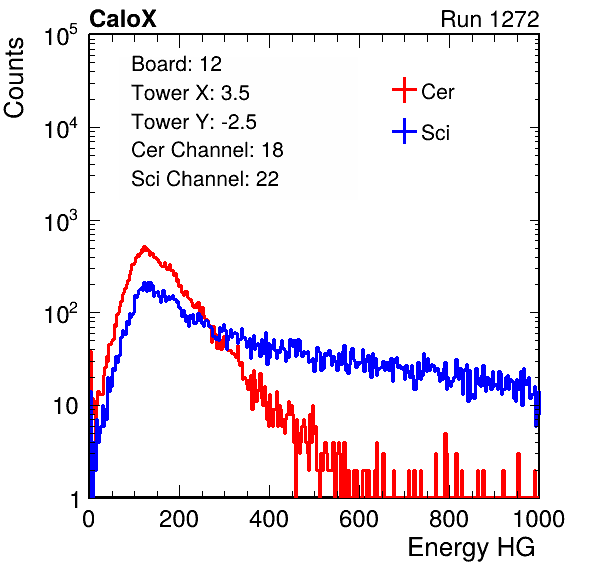 CaloX Run 1272
Counts
10^5
10^4
10^3
10^2
10
1
Board: 12
Tower X: 3.5
Tower Y: -2.5
Cer Channel: 18
Sci Channel: 22
Cer
Sci
0 200 400 600 800 1000
Energy HG